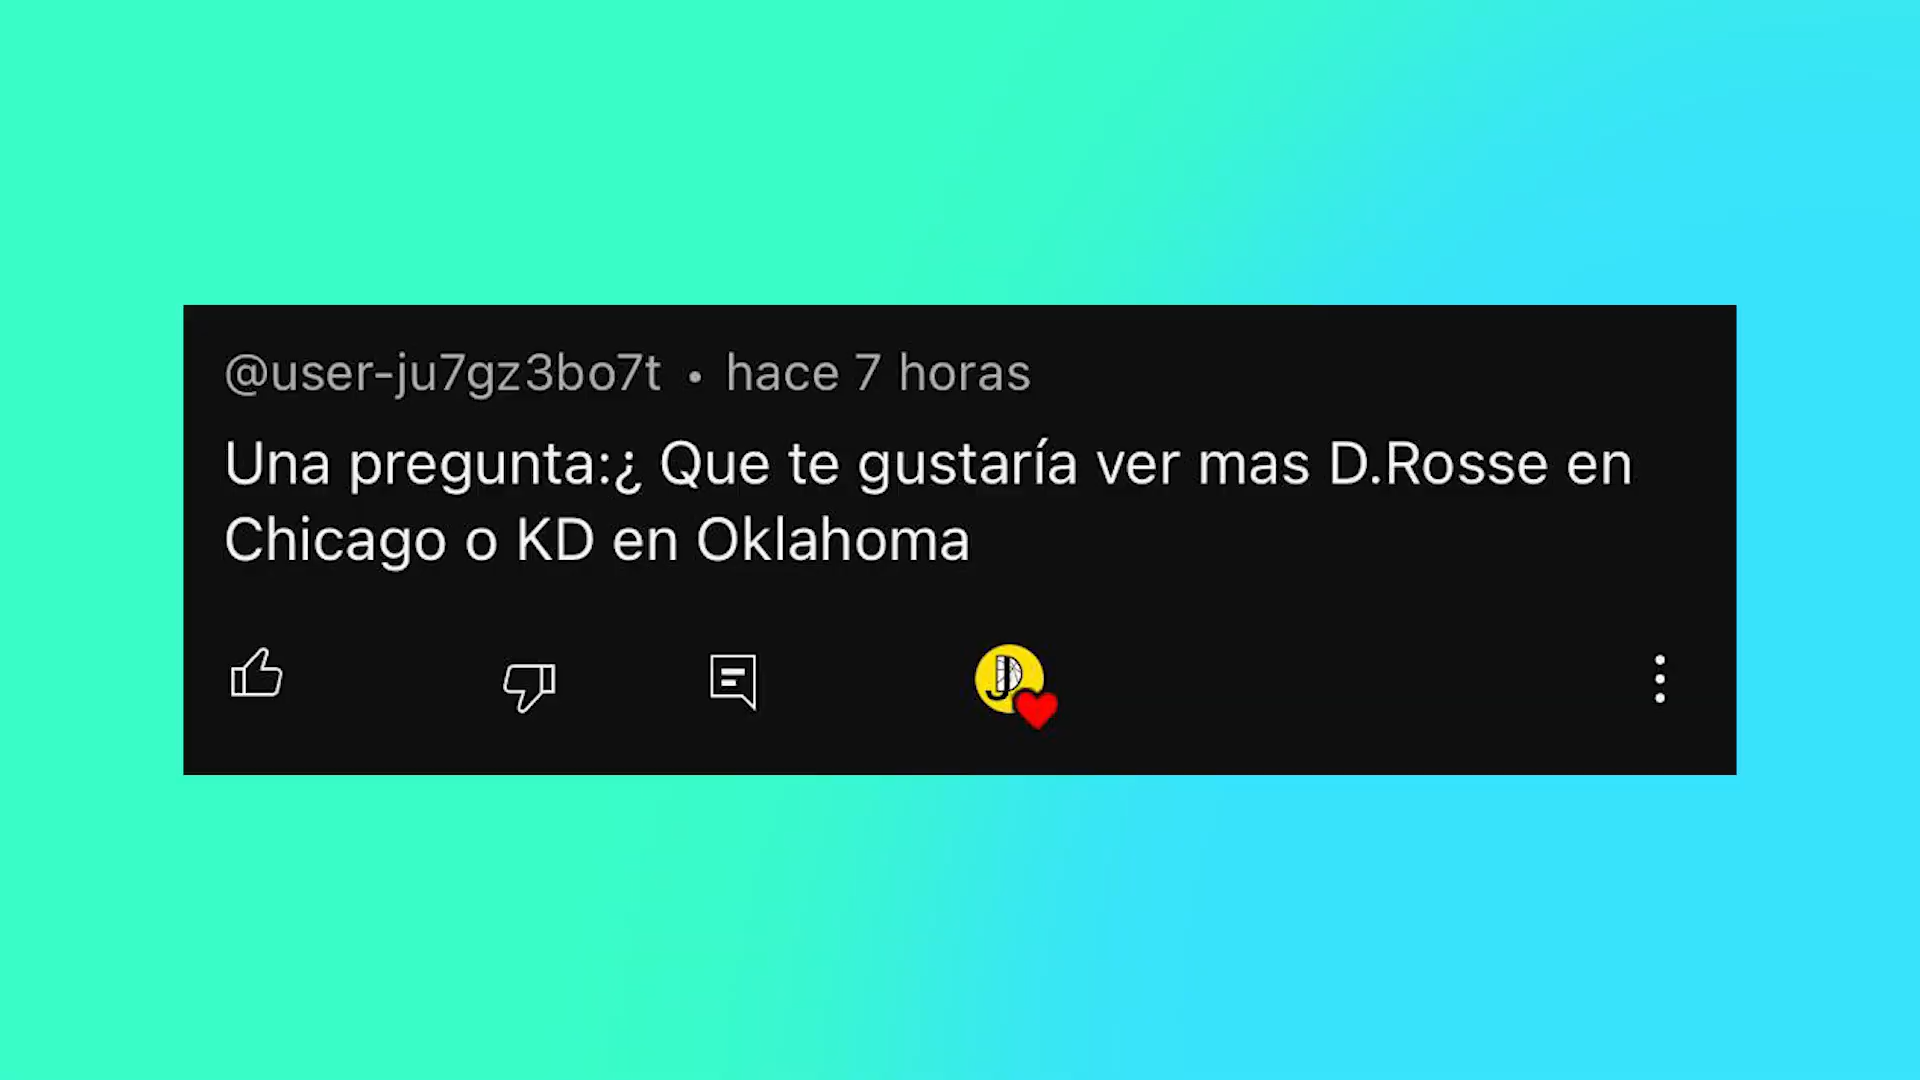 @user-ju7gz3bo7t • hace 7 horas
Una pregunta:¿ Que te gustaría ver mas D.Rosse en
Chicago o KD en Oklahoma